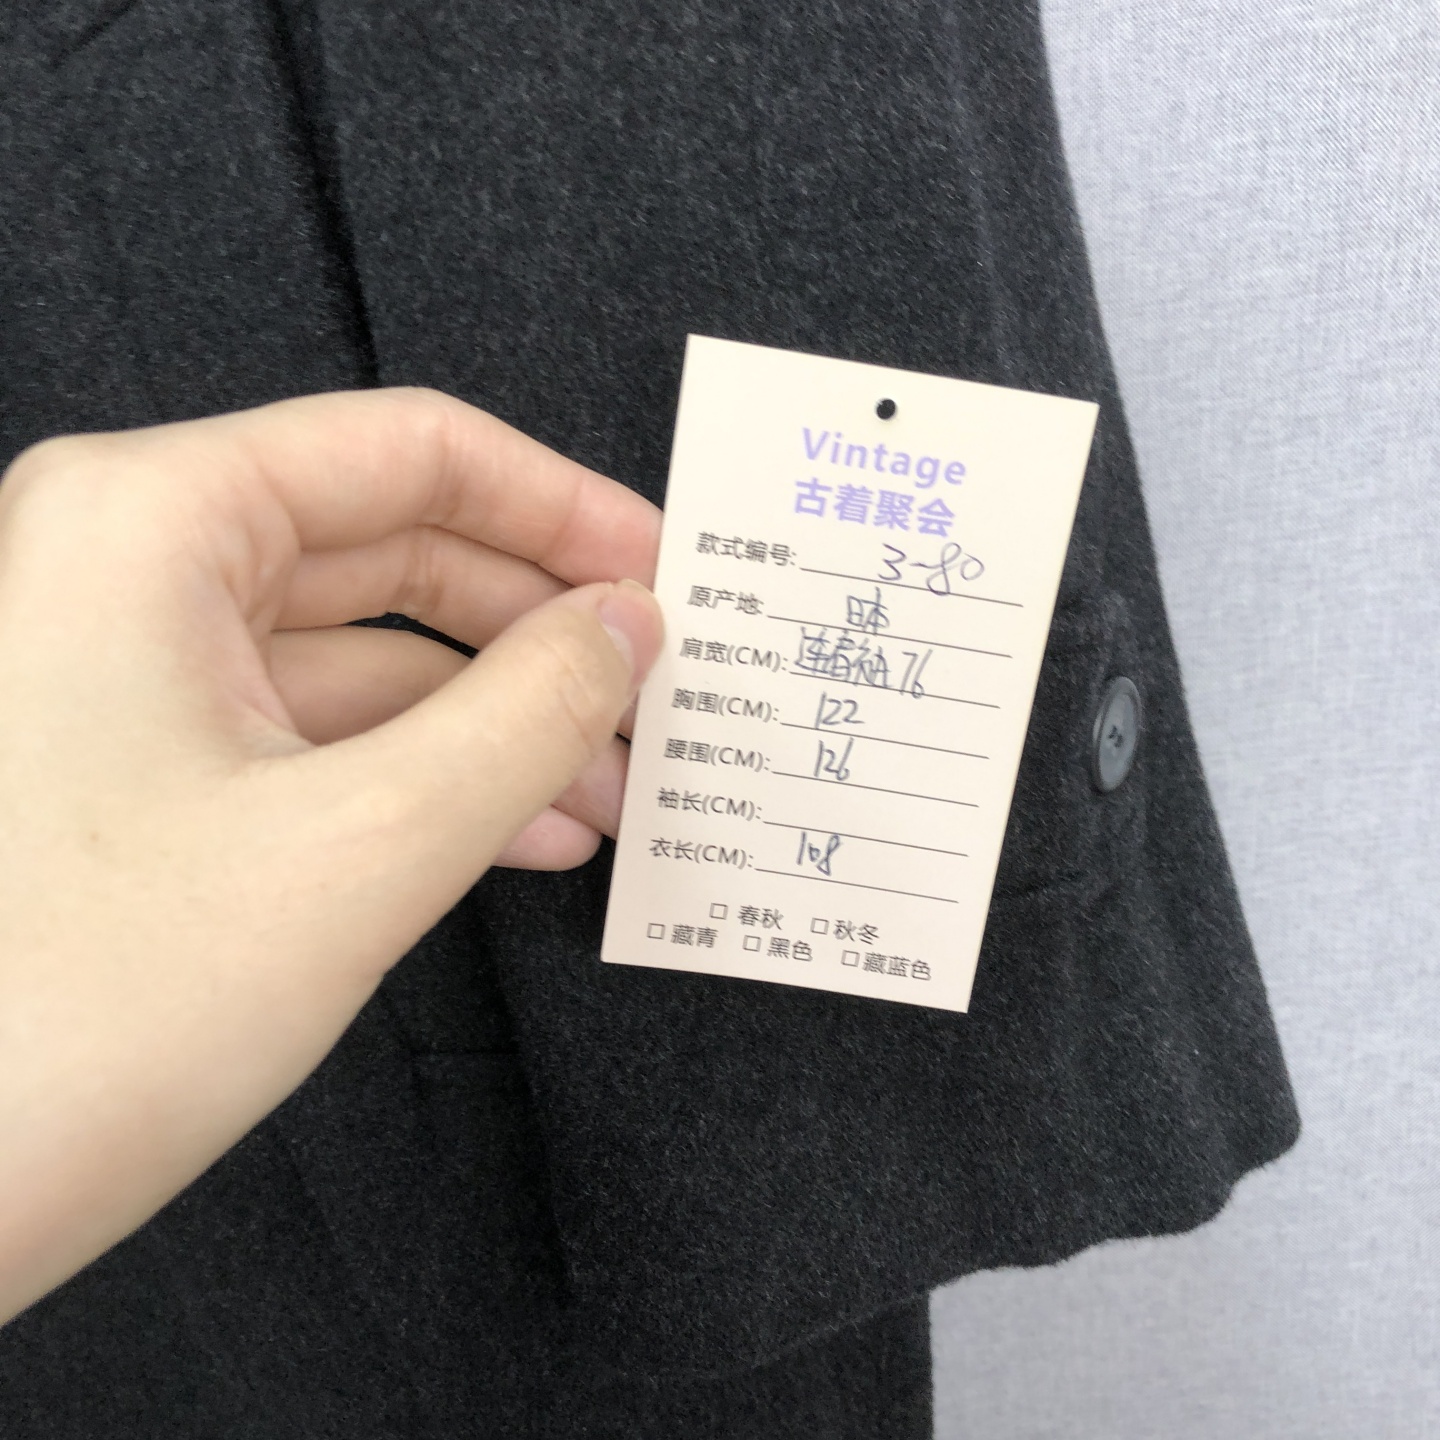 Vintage
古着聚会
款式编号: 3-80
原产地: 日本
肩宽(CM): 连肩袖 76
胸围(CM): 122
腰围(CM): 126
袖长(CM):
衣长(CM): 108
□ 春秋 □ 秋冬
□ 藏青 □ 黑色 □ 藏蓝色